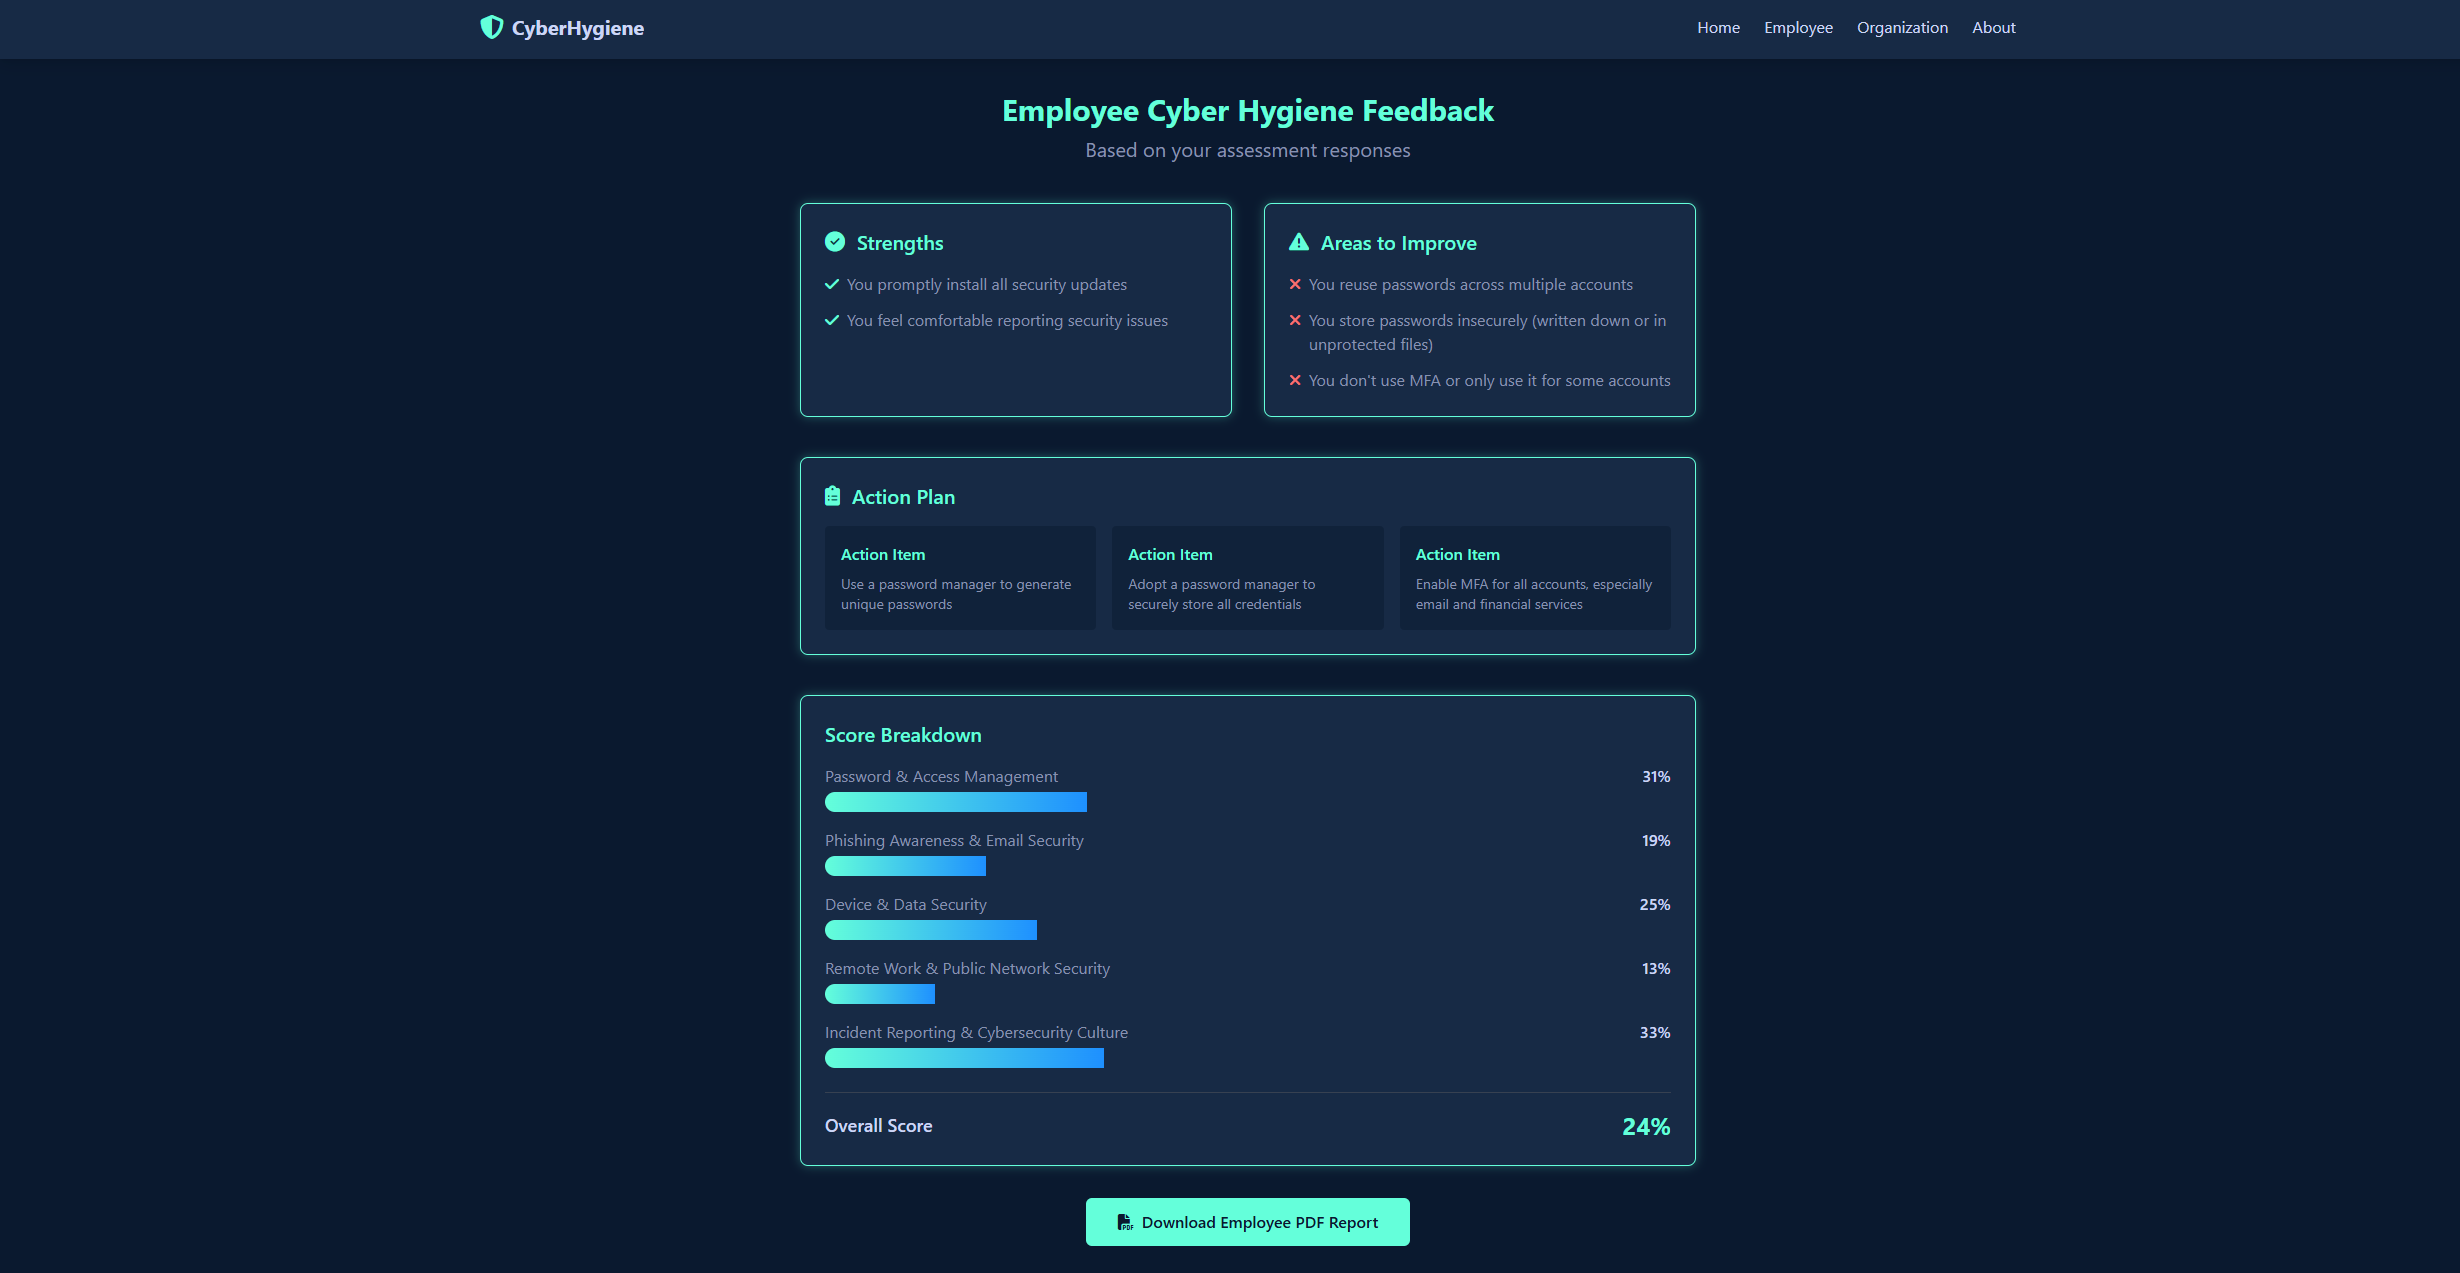 CyberHygiene
Home Employee Organization About
Employee Cyber Hygiene Feedback
Based on your assessment responses
Strengths
You promptly install all security updates
You feel comfortable reporting security issues
Areas to Improve
You reuse passwords across multiple accounts
You store passwords insecurely (written down or in
unprotected files)
You don't use MFA or only use it for some accounts
Action Plan
Action Item
Use a password manager to generate
unique passwords
Action Item
Adopt a password manager to
securely store all credentials
Action Item
Enable MFA for all accounts, especially
email and financial services
Score Breakdown
Password & Access Management 31%
Phishing Awareness & Email Security 19%
Device & Data Security 25%
Remote Work & Public Network Security 13%
Incident Reporting & Cybersecurity Culture 33%
Overall Score 24%
PDF Download Employee PDF Report